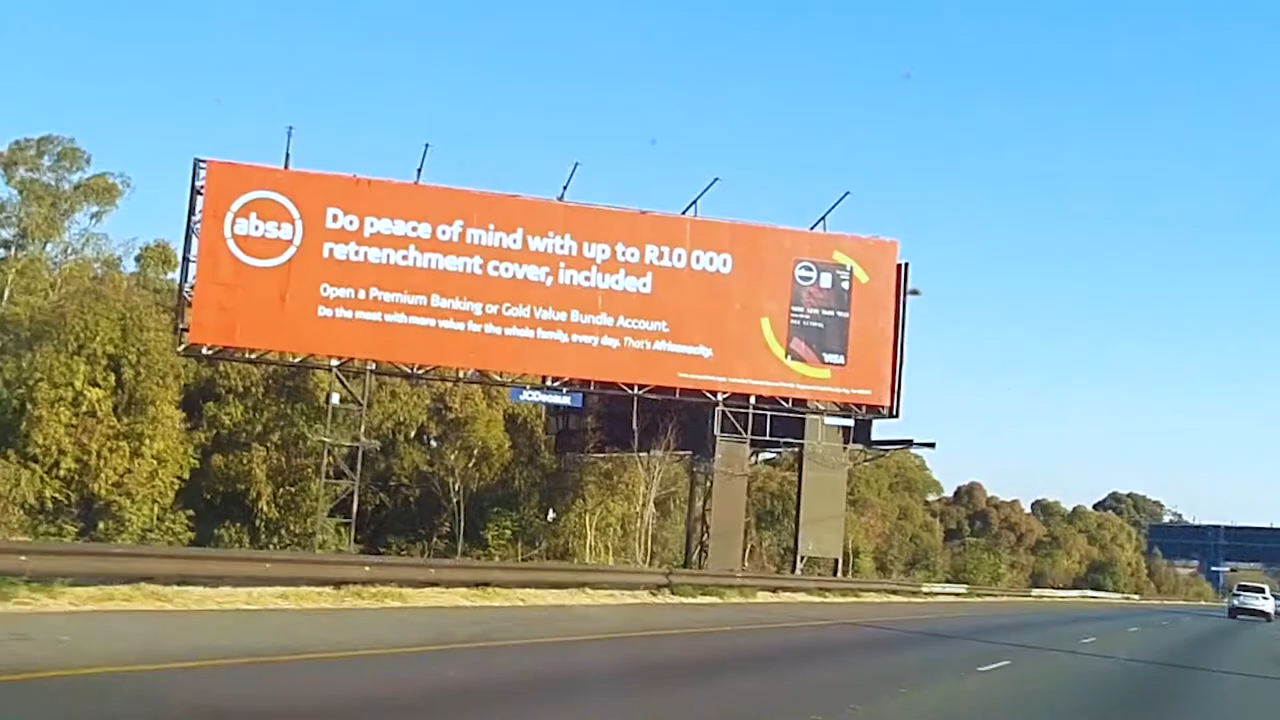 absa
Do peace of mind with up to R10 000
retrenchment cover, included
Open a Premium Banking or Gold Value Bundle Account.
Do the most with more value for the whole family, every day. That's Africanacity.
absa
VISA
JCDecaux